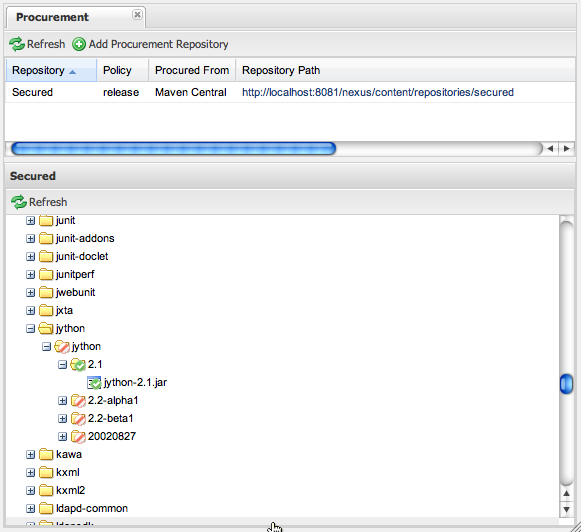 Procurement
Refresh Add Procurement Repository
Repository Policy Procured From Repository Path
Secured release Maven Central http://localhost:8081/nexus/content/repositories/secured
Secured
Refresh
junit
junit-addons
junit-doclet
junitperf
jwebunit
jxta
jython
jython
2.1
jython-2.1.jar
2.2-alpha1
2.2-beta1
20020827
kawa
kxml
kxml2
ldapd-common